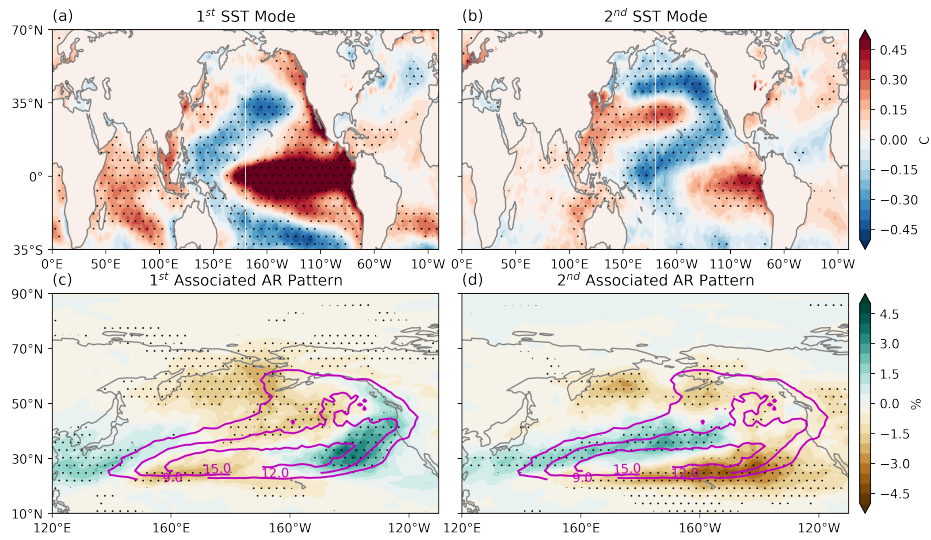 (a) 1st SST Mode
(b) 2nd SST Mode
70°N
35°N
0°
35°S
0°E 50°E 100°E 150°E 160°W 110°W 60°W 10°W
0°E 50°E 100°E 150°E 160°W 110°W 60°W 10°W
0.45
0.30
0.15
0.00
−0.15
−0.30
−0.45
C
(c) 1st Associated AR Pattern
(d) 2nd Associated AR Pattern
90°N
70°N
50°N
30°N
10°N
120°E 160°E 160°W 120°W
120°E 160°E 160°W 120°W
15.0
12.0
9.0
15.0
12.0
9.0
4.5
3.0
1.5
0.0
−1.5
−3.0
−4.5
%